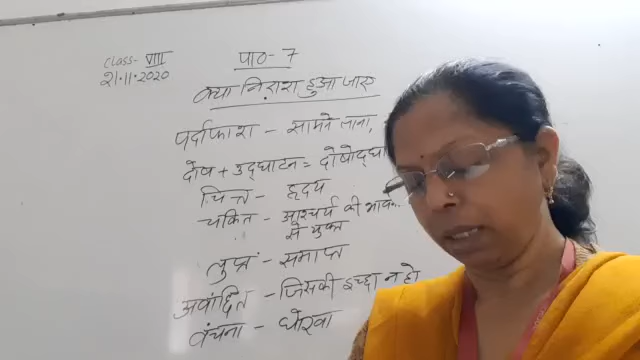 class- VIII
21.11.2020
पाठ- 7
क्या निराश हुआ जाए
पर्दाफाश - सामने लाना,
दोष + उद्घाटन = दोषोद्घा
चित्त - हृदय
चकित - आश्चर्य की भाव..
से युक्त
लुप्त - समाप्त
अवांछित - जिसकी इच्छा न हो
वंचना - धोखा